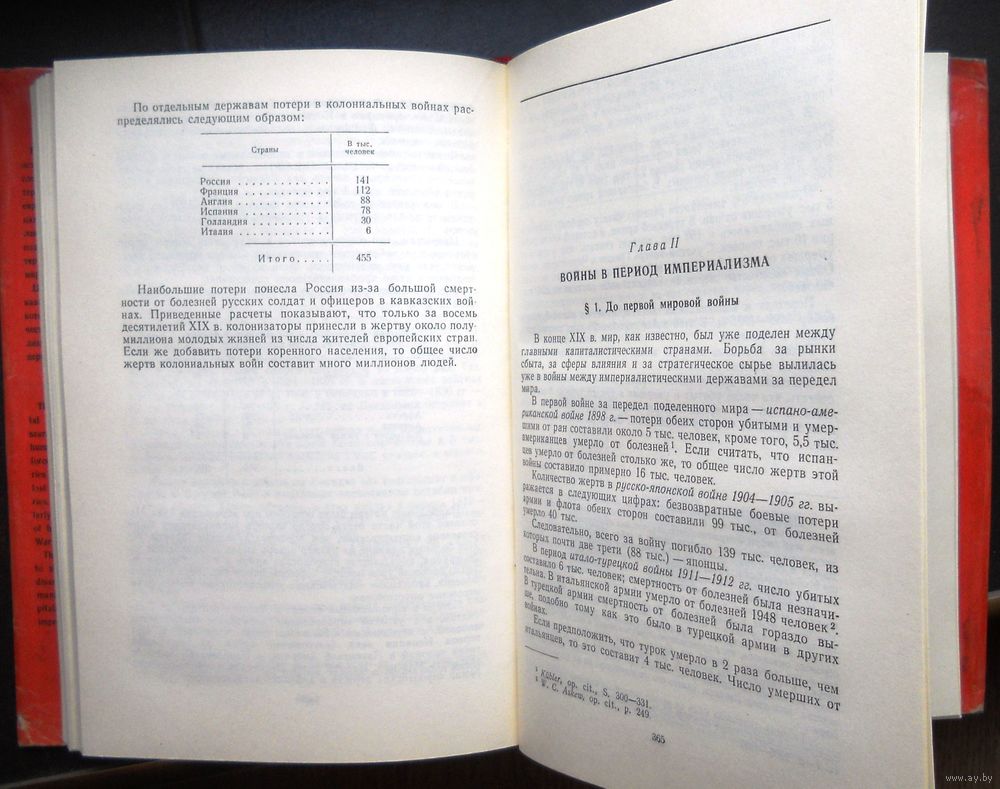 По отдельным державам потери в колониальных войнах рас-
пределялись следующим образом:
Страны
В тыс.
человек
Россия . . . . . . . . . . . . . 141
Франция . . . . . . . . . . . . 112
Англия . . . . . . . . . . . . . 88
Испания . . . . . . . . . . . . 78
Голландия . . . . . . . . . . . 30
Италия . . . . . . . . . . . . . 6
Итого . . . . . 455
Наибольшие потери понесла Россия из-за большой смерт-
ности от болезней русских солдат и офицеров в кавказских вой-
нах. Приведенные расчеты показывают, что только за восемь
десятилетий XIX в. колонизаторы принесли в жертву около полу-
миллиона молодых жизней из числа жителей европейских стран.
Если же добавить потери коренного населения, то общее число
жертв колониальных войн составит много миллионов людей.
Глава II
ВОЙНЫ В ПЕРИОД ИМПЕРИАЛИЗМА
§ 1. До первой мировой войны
В конце XIX в. мир, как известно, был уже поделен между
главными капиталистическими странами. Борьба за рынки
сбыта, за сферы влияния и за стратегическое сырье вылилась
уже в войны между империалистическими державами за передел
мира.
В первой войне за передел поделенного мира — испано-аме-
риканской войне 1898 г. — потери обеих сторон убитыми и умер-
шими от ран составили около 5 тыс. человек, кроме того, 5,5 тыс.
американцев умерло от болезней¹. Если считать, что испан-
цев умерло от болезней столько же, то общее число жертв этой
войны составило примерно 16 тыс. человек.
Количество жертв в русско-японской войне 1904—1905 гг. вы-
ражается в следующих цифрах: безвозвратные боевые потери
армии и флота обеих сторон составили 99 тыс., от болезней
умерло 40 тыс.
Следовательно, всего за войну погибло 139 тыс. человек, из
которых почти две трети (88 тыс.) — японцы.
В период итало-турецкой войны 1911—1912 гг. число убитых
составило 6 тыс. человек; смертность от болезней была незначи-
тельна. В итальянской армии умерло от болезней 1948 человек².
В турецкой армии смертность от болезней была гораздо вы-
ше, подобно тому как это было в турецкой армии в других
войнах.
Если предположить, что турок умерло в 2 раза больше, чем
итальянцев, то это составит 4 тыс. человек. Число умерших от
¹ Kübler, op. cit., S. 300—331.
² W. C. Askew, op. cit., p. 249
365
www.ay.by